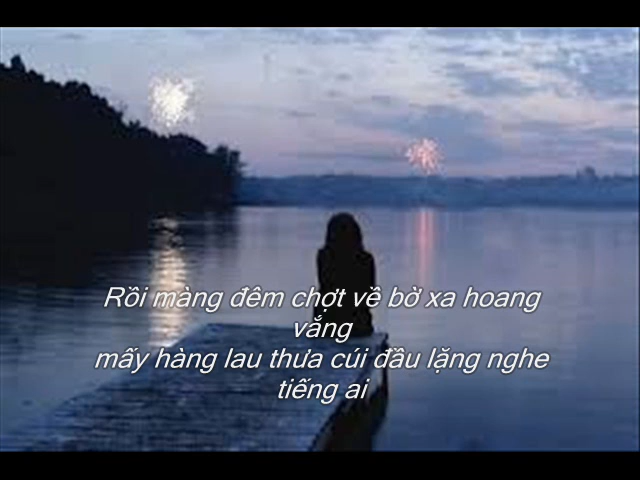 Rồi màng đêm chợt về bờ xa hoang
vắng
mấy hàng lau thưa cúi đầu lặng nghe
tiếng ai